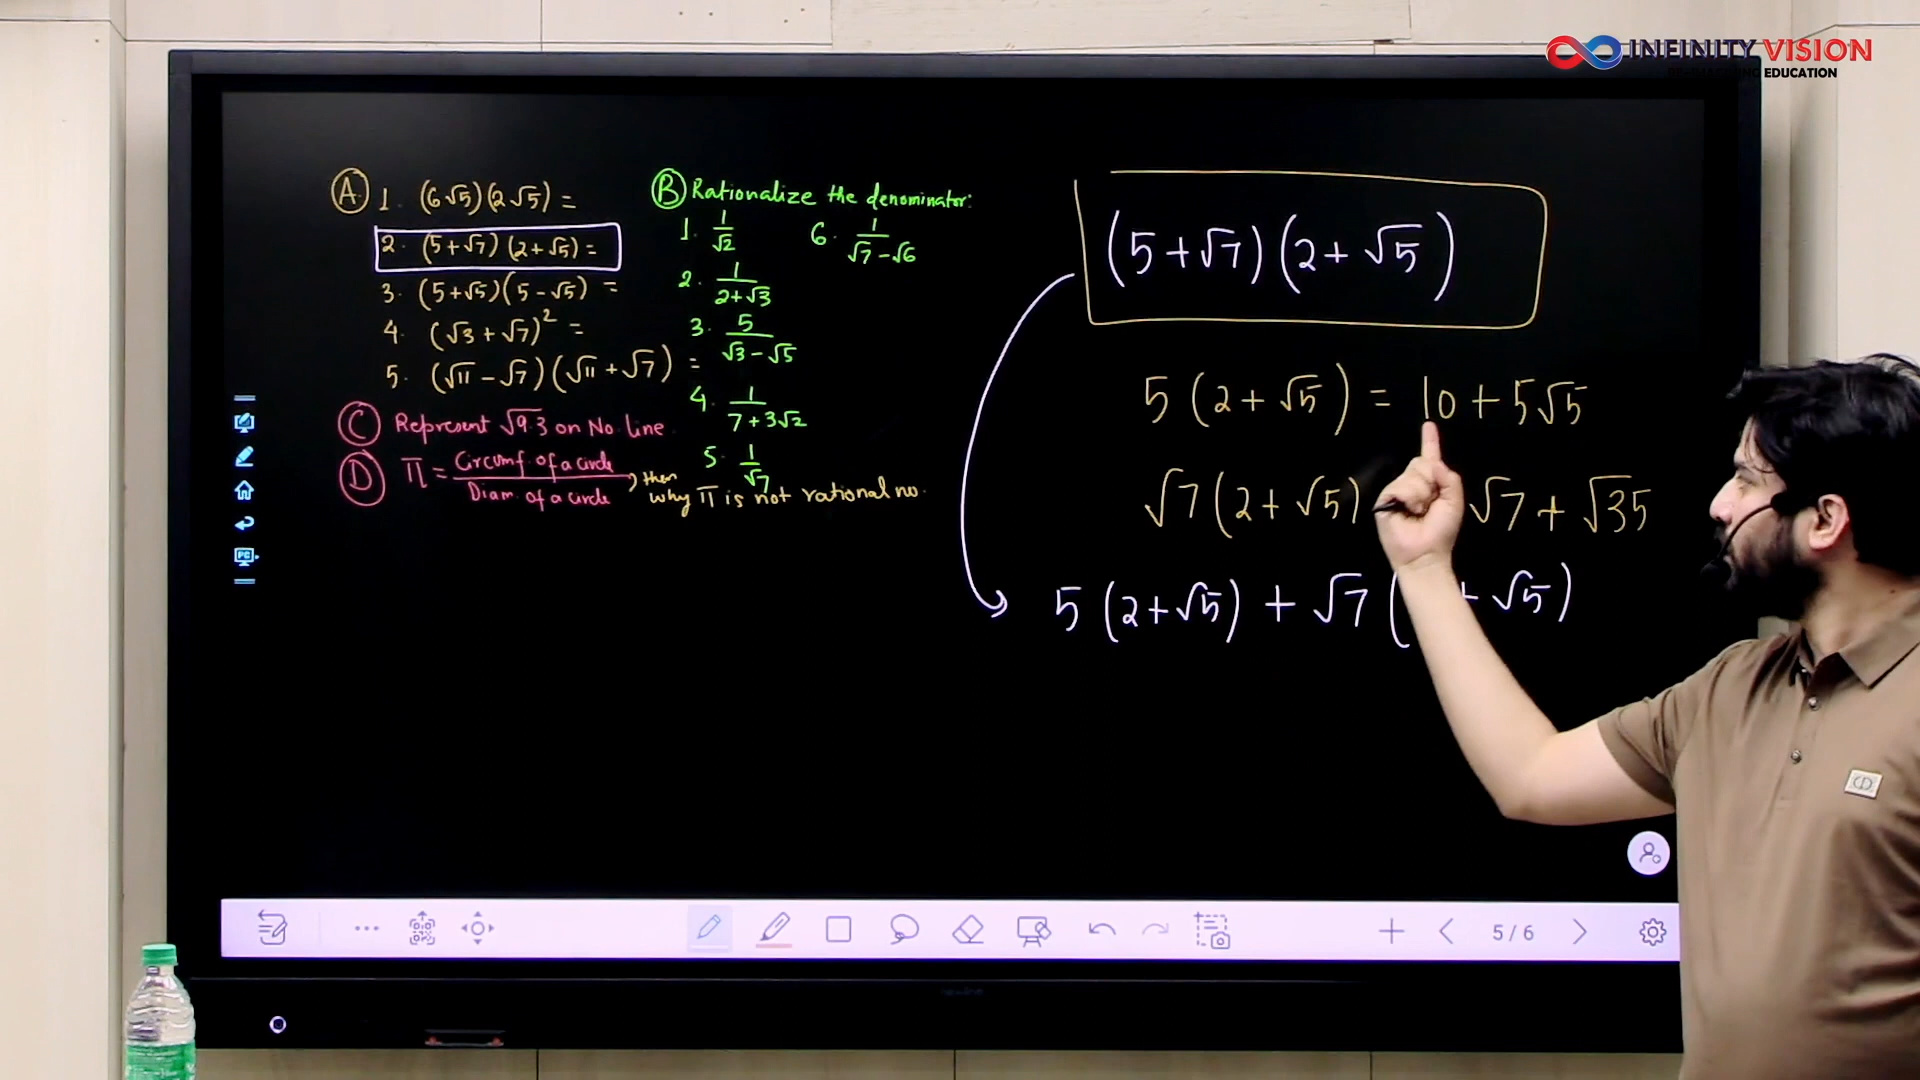 INFINITY VISION
EDUCATION
(A) 1. (6√5)(2√5) =
2. (5+√7)(2+√5) =
3. (5+√5)(5-√5) =
4. (√3 + √7)² =
5. (√11 - √7)(√11 + √7) =
(B) Rationalize the denominator:
1. 1/√2
2. 1/(2+√3)
3. 5/(√3-√5)
4. 1/(7+3√2)
5. 1/√7
6. 1/(√7-√6)
(C) Represent √9.3 on No. line
(D) π = Circumf. of a circle / Diam. of a circle
then why π is not rational no.
(5+√7)(2+√5)
5(2+√5) = 10+5√5
√7(2+√5) √7+√35
5(2+√5) + √7( + √5)
PC
5/6